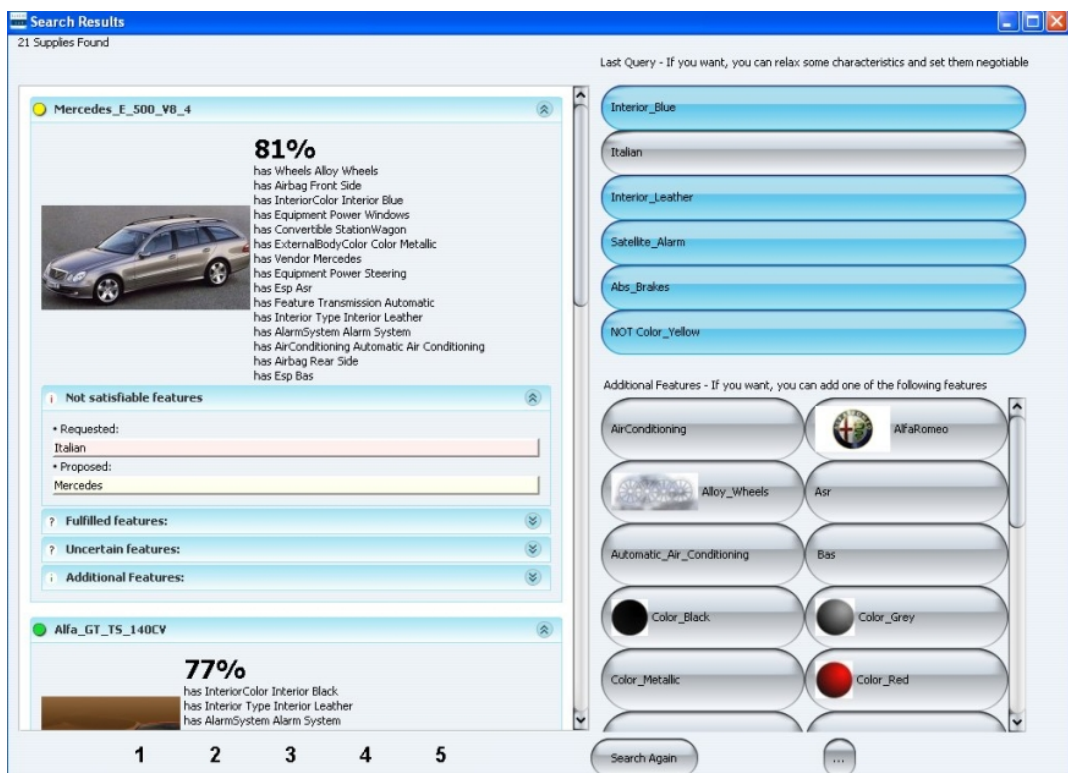 Search Results
21 Supplies Found
Last Query - If you want, you can relax some characteristics and set them negotiable
Mercedes_E_500_V8_4
81%
has Wheels Alloy Wheels
has Airbag Front Side
has InteriorColor Interior Blue
has Equipment Power Windows
has Convertible StationWagon
has ExternalBodyColor Color Metallic
has Vendor Mercedes
has Equipment Power Steering
has Esp Asr
has Feature Transmission Automatic
has Interior Type Interior Leather
has AlarmSystem Alarm System
has AirConditioning Automatic Air Conditioning
has Airbag Rear Side
has Esp Bas
i Not satisfiable features
• Requested:
Italian
• Proposed:
Mercedes
? Fulfilled features:
? Uncertain features:
i Additional Features:
Alfa_GT_TS_140CV
77%
has InteriorColor Interior Black
has Interior Type Interior Leather
has AlarmSystem Alarm System
1 2 3 4 5
Interior_Blue
Italian
Interior_Leather
Satellite_Alarm
Abs_Brakes
NOT Color_Yellow
Additional Features - If you want, you can add one of the following features
AirConditioning
AlfaRomeo
Alloy_Wheels
Asr
Automatic_Air_Conditioning
Bas
Color_Black
Color_Grey
Color_Metallic
Color_Red
Search Again
...